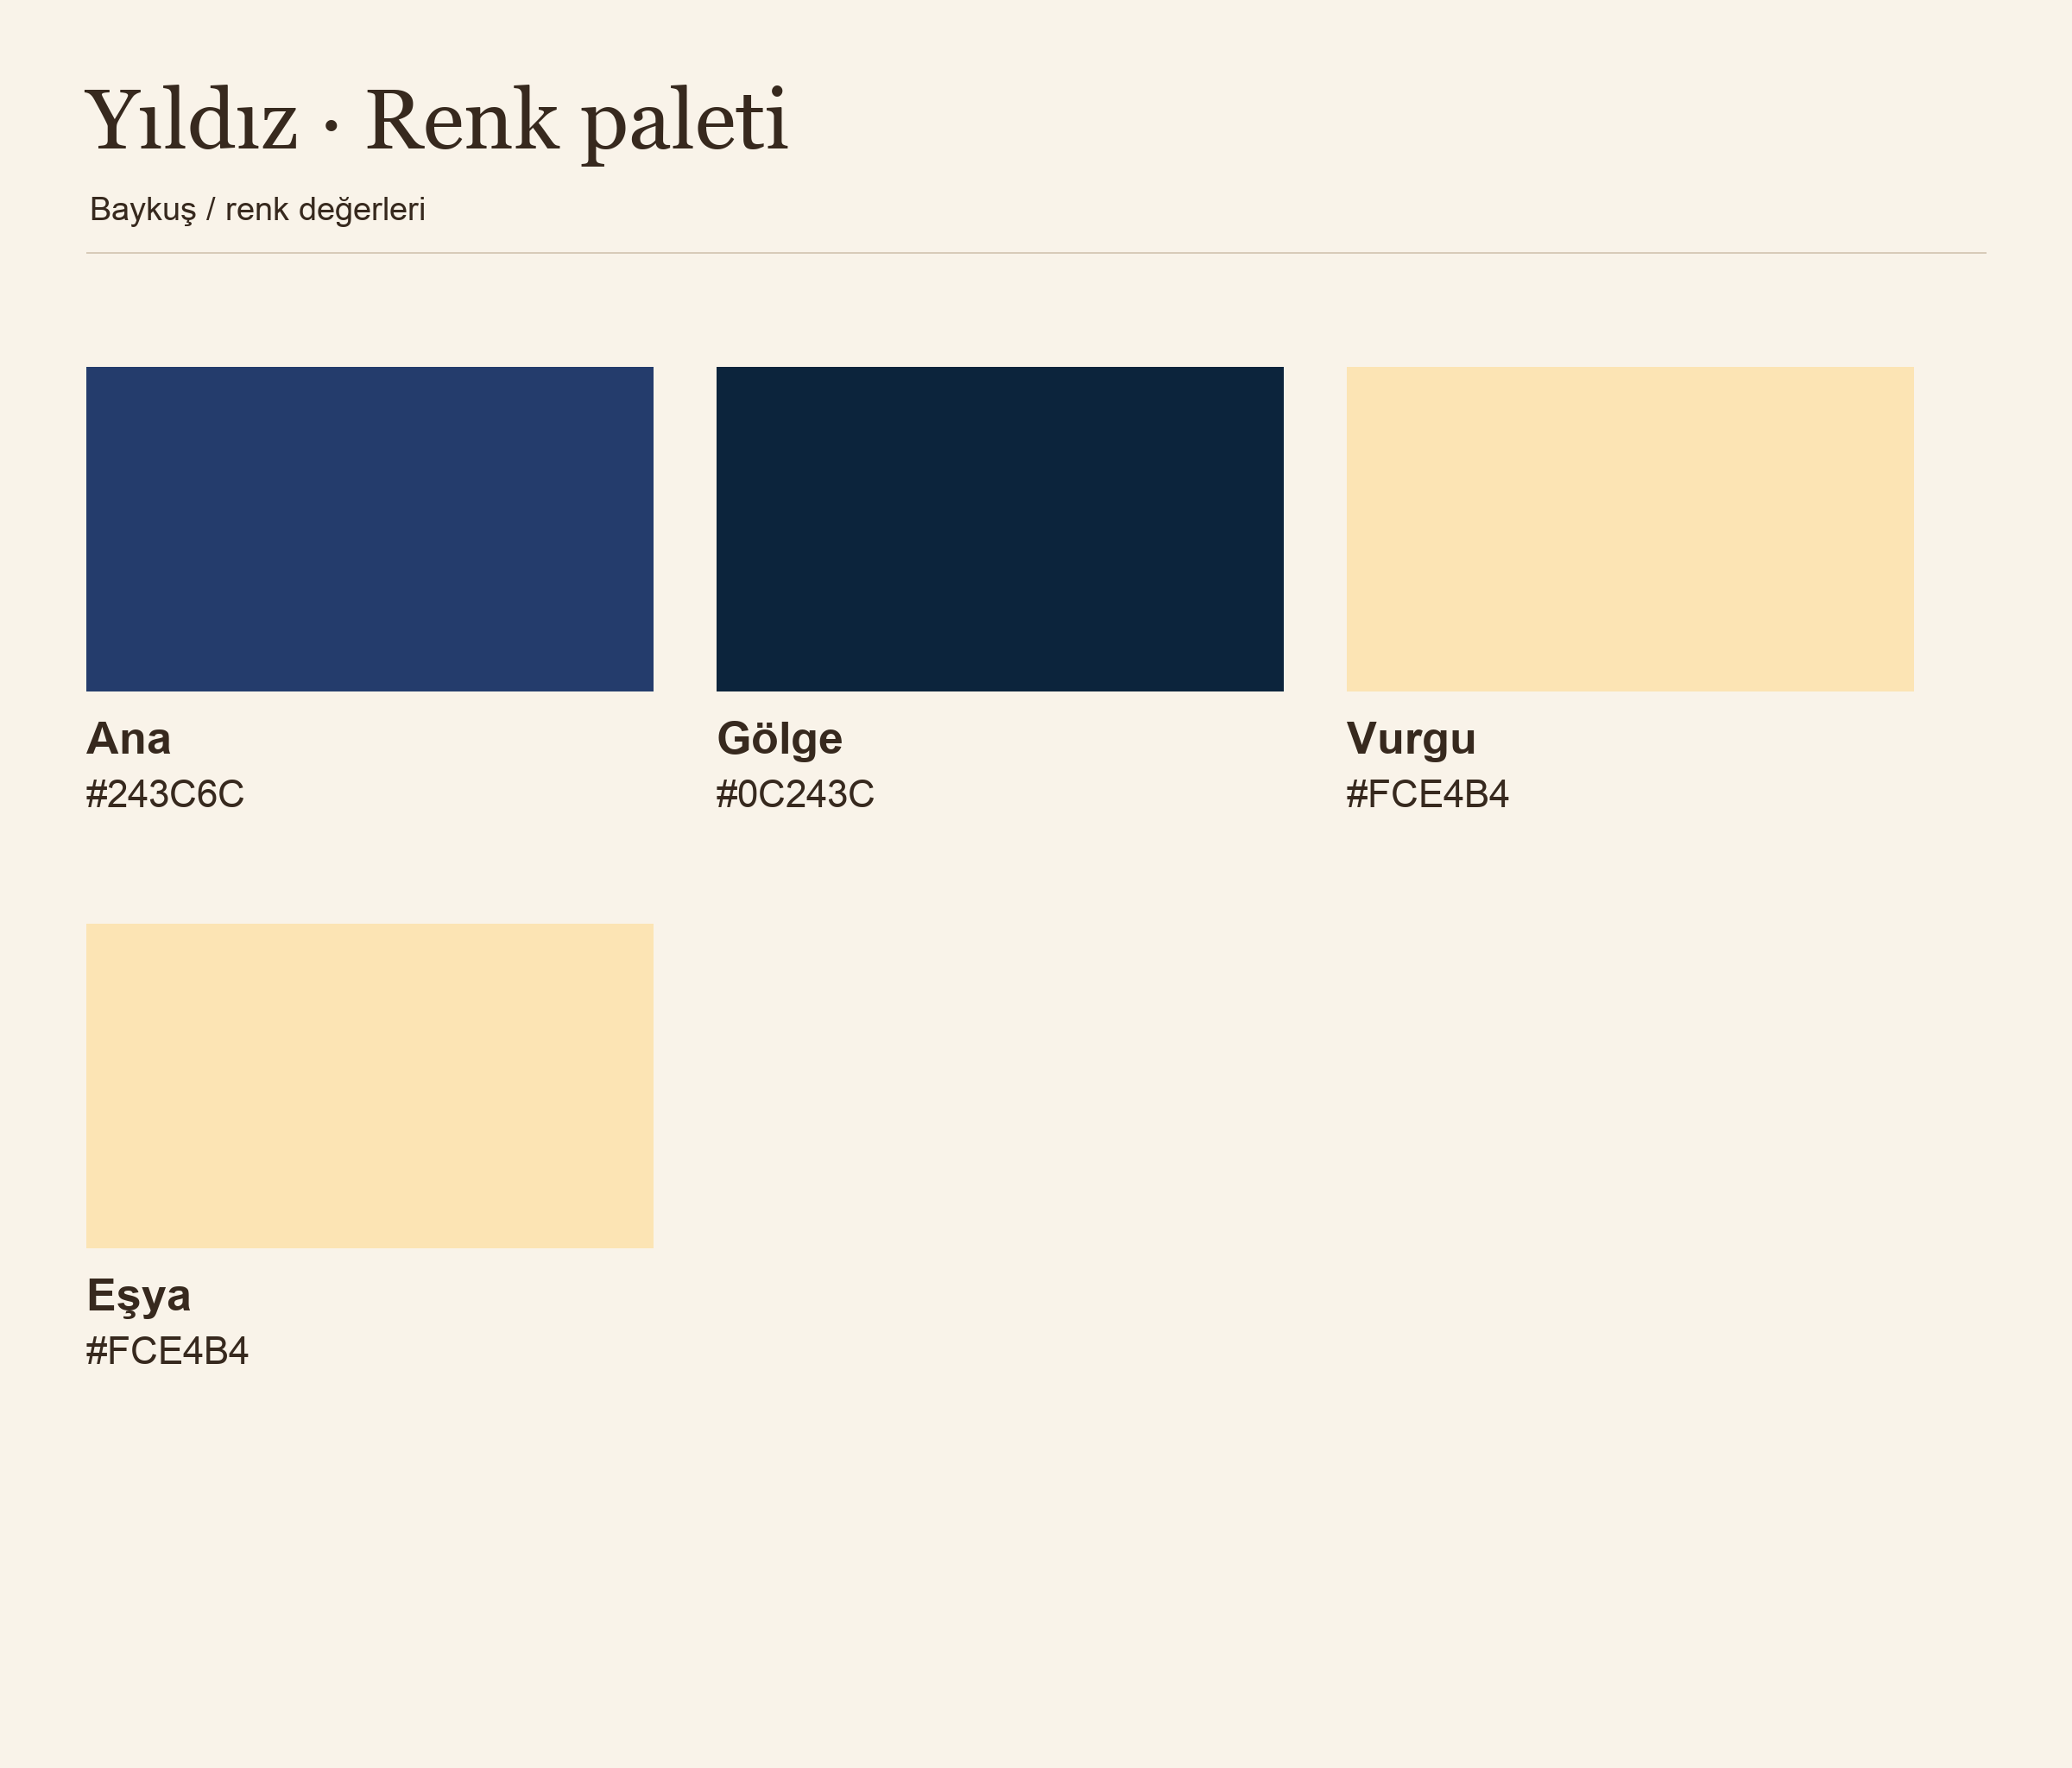 Yıldız · Renk paleti
Baykuş / renk değerleri
Ana
#243C6C
Gölge
#0C243C
Vurgu
#FCE4B4
Eşya
#FCE4B4